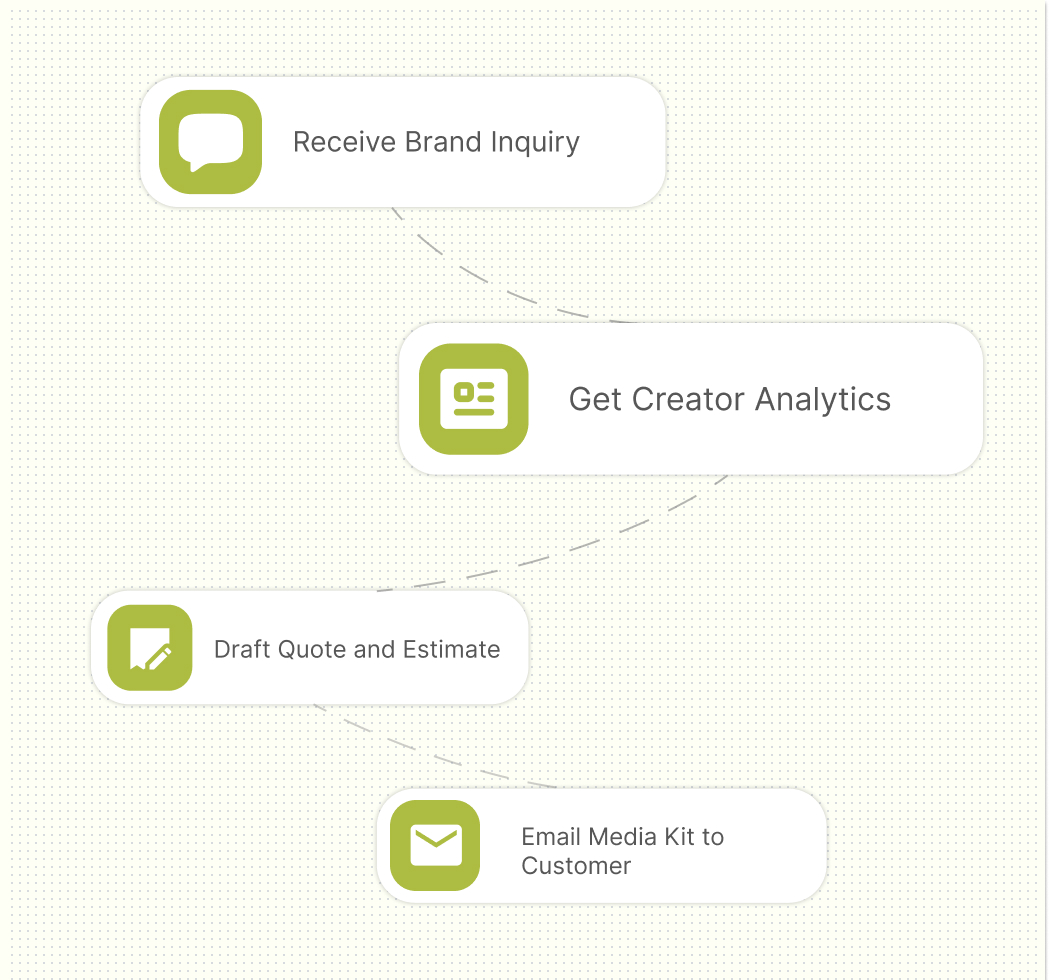 Receive Brand Inquiry
Get Creator Analytics
Draft Quote and Estimate
Email Media Kit to
Customer